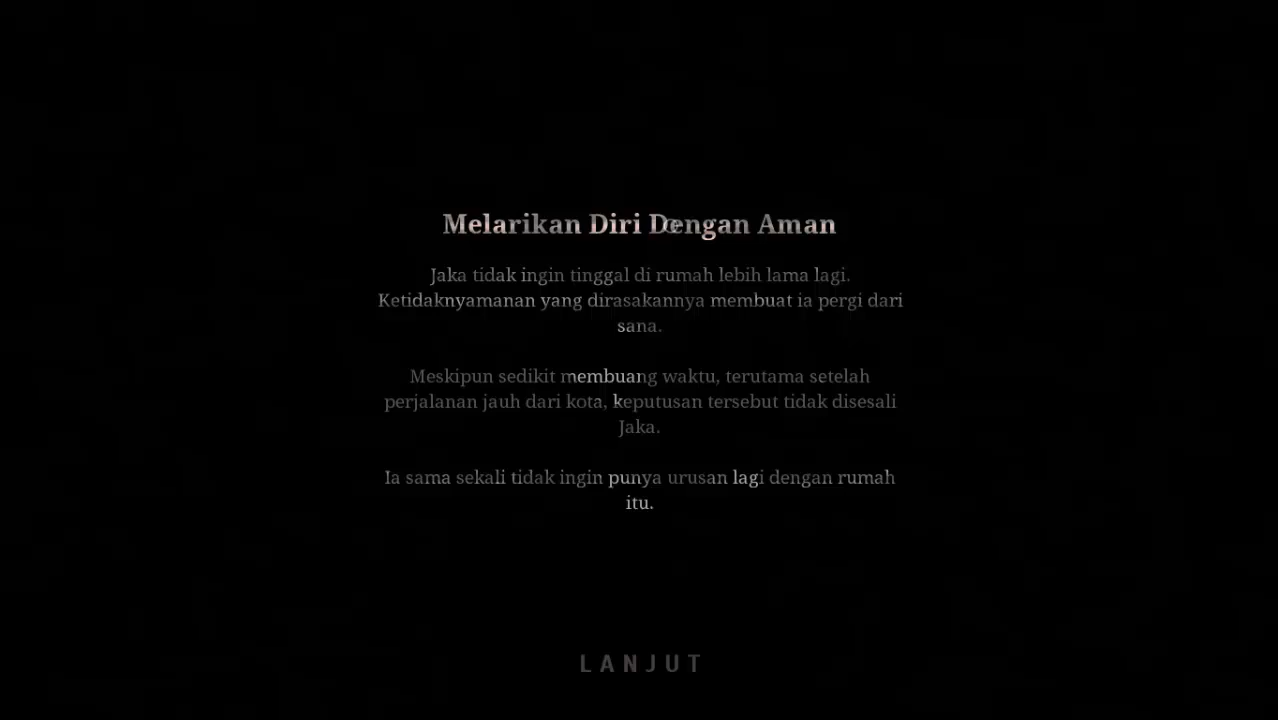 Melarikan Diri Dengan Aman
Jaka tidak ingin tinggal di rumah lebih lama lagi.
Ketidaknyamanan yang dirasakannya membuat ia pergi dari
sana.
Meskipun sedikit membuang waktu, terutama setelah
perjalanan jauh dari kota, keputusan tersebut tidak disesali
Jaka.
Ia sama sekali tidak ingin punya urusan lagi dengan rumah
itu.
LANJUT